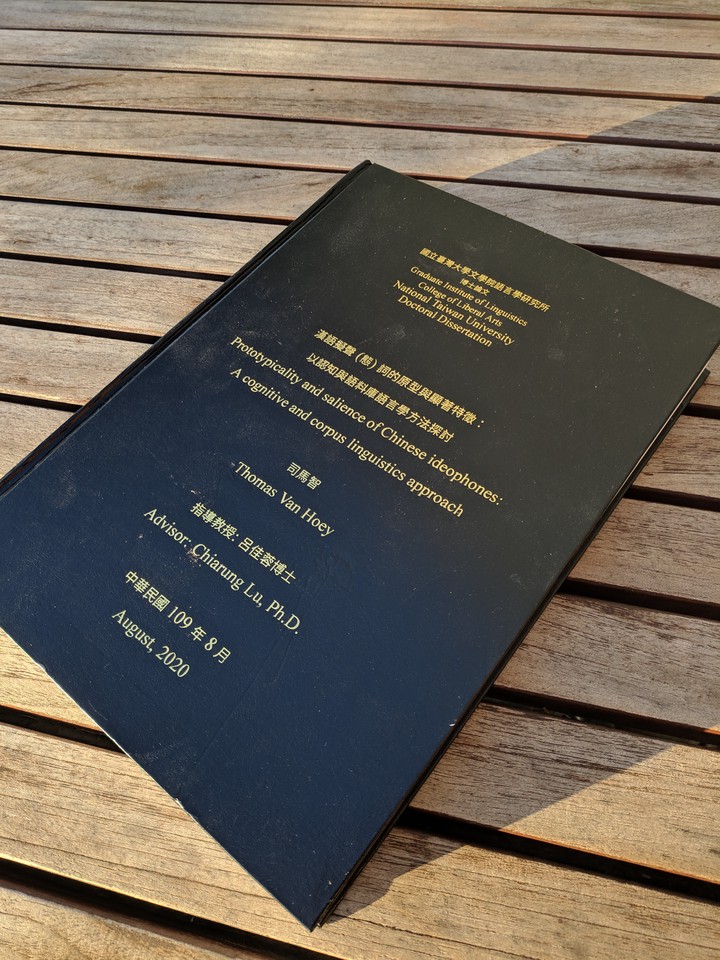 國立臺灣大學文學院語言學研究所
博士論文
Graduate Institute of Linguistics
College of Liberal Arts
National Taiwan University
Doctoral Dissertation
漢語擬聲（態）詞的原型與顯著特徵：
以認知與語料庫語言學方法探討
Prototypicality and salience of Chinese ideophones:
A cognitive and corpus linguistics approach
司馬智
Thomas Van Hoey
指導教授: 呂佳蓉博士
Advisor: Chiarung Lu, Ph.D.
中華民國 109 年 8 月
August, 2020